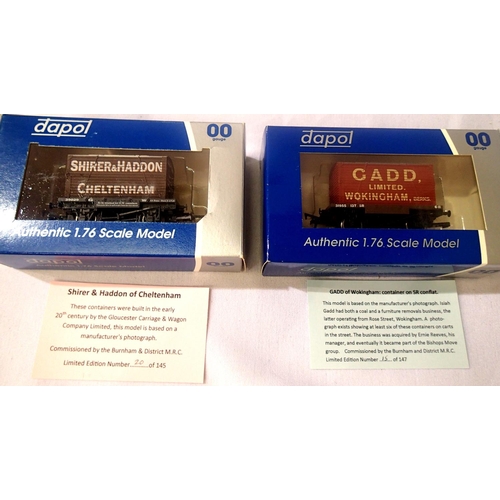 dapol
00
gauge
SHIRER & HADDON
CHELTENHAM
Authentic 1.76 Scale Model
dapol
00
gauge
GADD,
LIMITED.
WOKINGHAM, BERKS.
Authentic 1.76 Scale Model
Shirer & Haddon of Cheltenham
These containers were built in the early
20th century by the Gloucester Carriage & Wagon
Company Limited, this model is based on a
manufacturer's photograph.
Commissioned by the Burnham & District M.R.C.
Limited Edition Number...20...of 145
GADD of Wokingham: container on SR conflat.
This model is based on the manufacturer's photograph. Isiah
Gadd had both a coal and furniture removals business, the
latter operating from Rose Street, Wokingham. A photo-
graph exists showing at least six of these containers on carts
in the street. The business was acquired by Ernie Reeves, his
manager, and eventually it became part of the Bishops Move
group. Commissioned by the Burnham and District M.R.C.
Limited Edition Number ...15... of 147